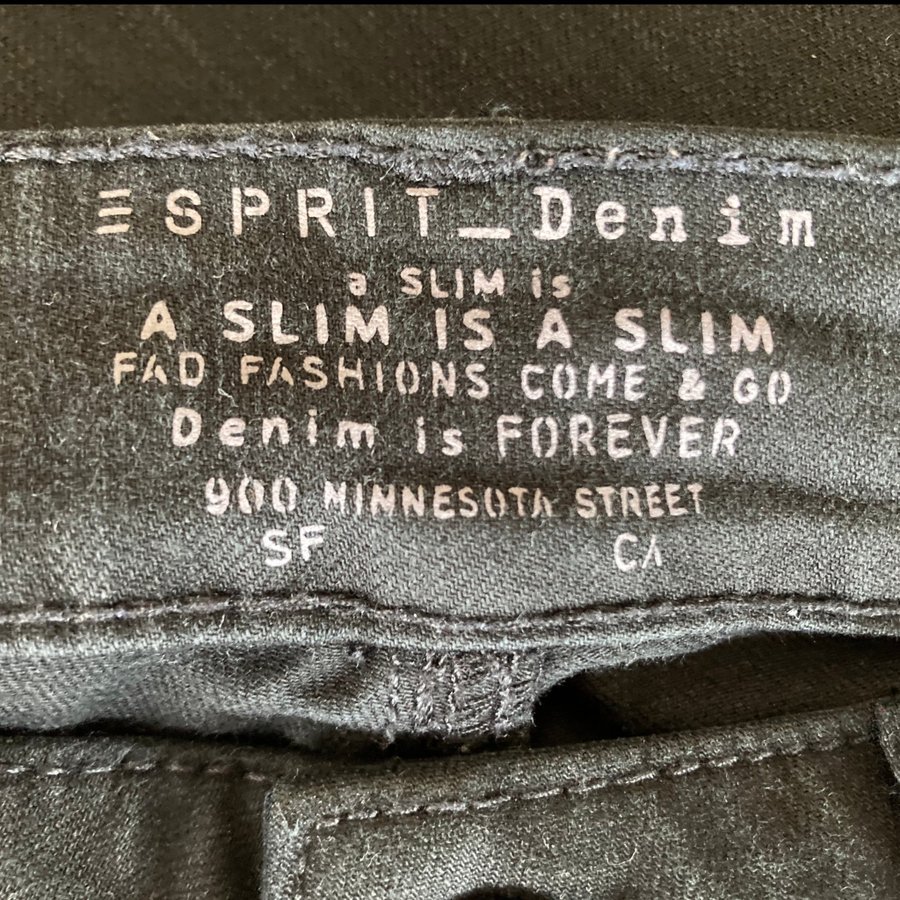 ESPRIT_Denim
a SLIM is
A SLIM IS A SLIM
FAD FASHIONS COME & GO
Denim is FOREVER
900 MINNESOTA STREET
SF CA